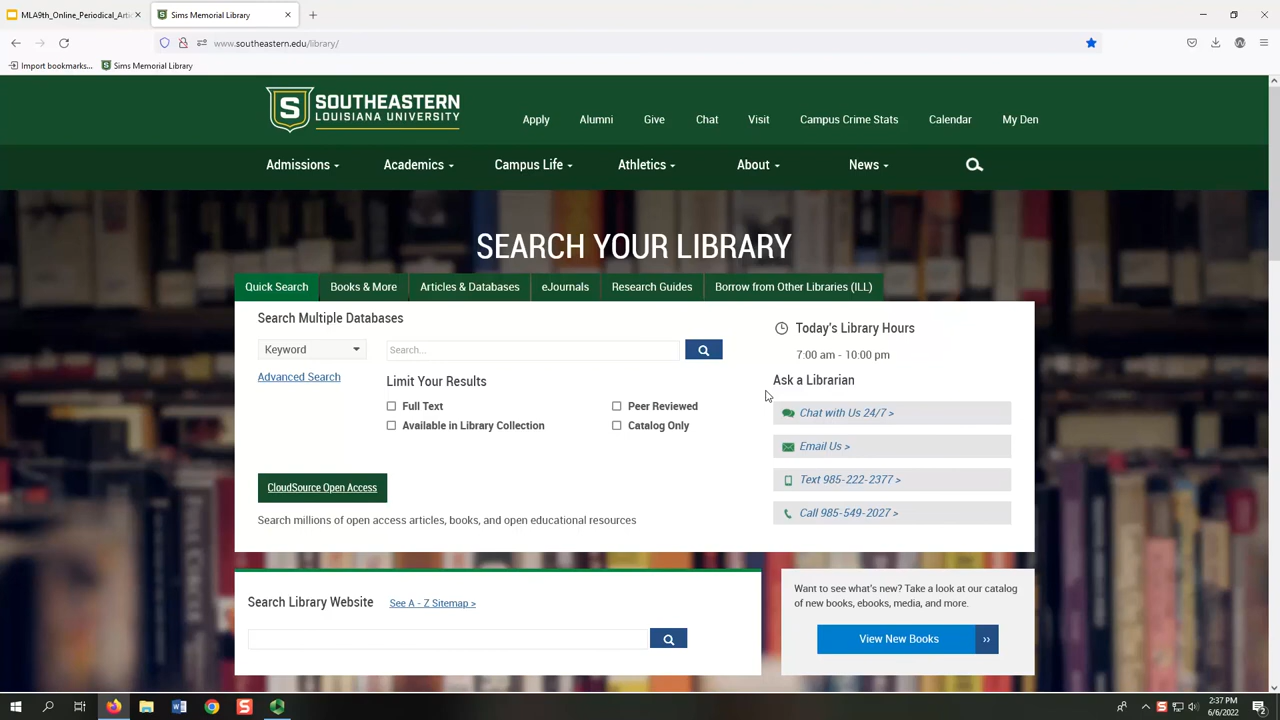 MLA9th_Online_Periodical_Arti
Sims Memorial Library
www.southeastern.edu/library/
Import bookmarks...
Sims Memorial Library
S SOUTHEASTERN
LOUISIANA UNIVERSITY
Apply
Alumni
Give
Chat
Visit
Campus Crime Stats
Calendar
My Den
Admissions
Academics
Campus Life
Athletics
About
News
SEARCH YOUR LIBRARY
Quick Search
Books & More
Articles & Databases
eJournals
Research Guides
Borrow from Other Libraries (ILL)
Search Multiple Databases
Keyword
Search...
Advanced Search
Limit Your Results
Full Text
Peer Reviewed
Available in Library Collection
Catalog Only
CloudSource Open Access
Search millions of open access articles, books, and open educational resources
Today's Library Hours
7:00 am - 10:00 pm
Ask a Librarian
Chat with Us 24/7 >
Email Us >
Text 985-222-2377 >
Call 985-549-2027 >
Search Library Website
See A - Z Sitemap >
Want to see what's new? Take a look at our catalog
of new books, ebooks, media, and more.
View New Books »
2:37 PM
6/6/2022